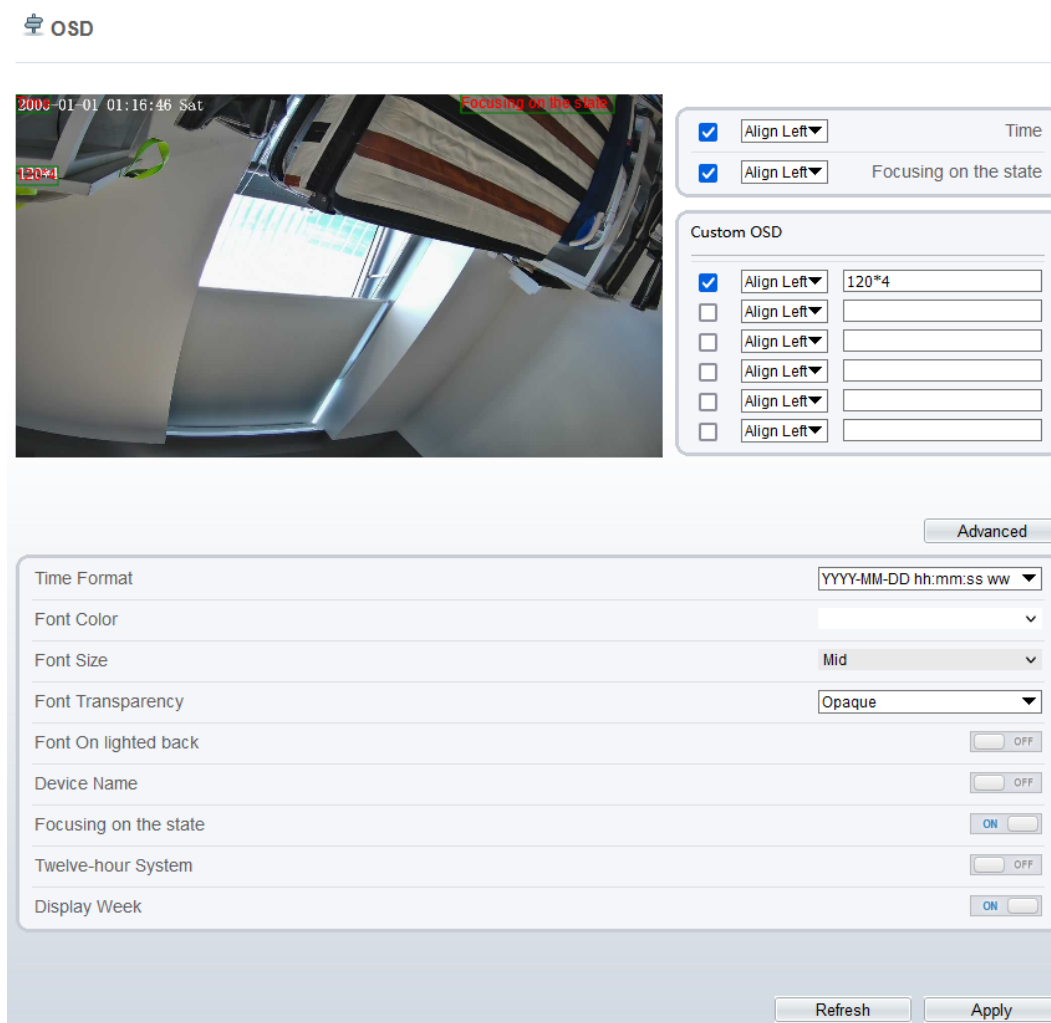 OSD
2000-01-01 01:16:46 Sat
Focusing on the state
120*4
Align Left Time
Align Left Focusing on the state
Custom OSD
Align Left 120*4
Align Left
Align Left
Align Left
Align Left
Align Left
Advanced
Time Format YYYY-MM-DD hh:mm:ss ww
Font Color
Font Size Mid
Font Transparency Opaque
Font On lighted back OFF
Device Name OFF
Focusing on the state ON
Twelve-hour System OFF
Display Week ON
Refresh Apply